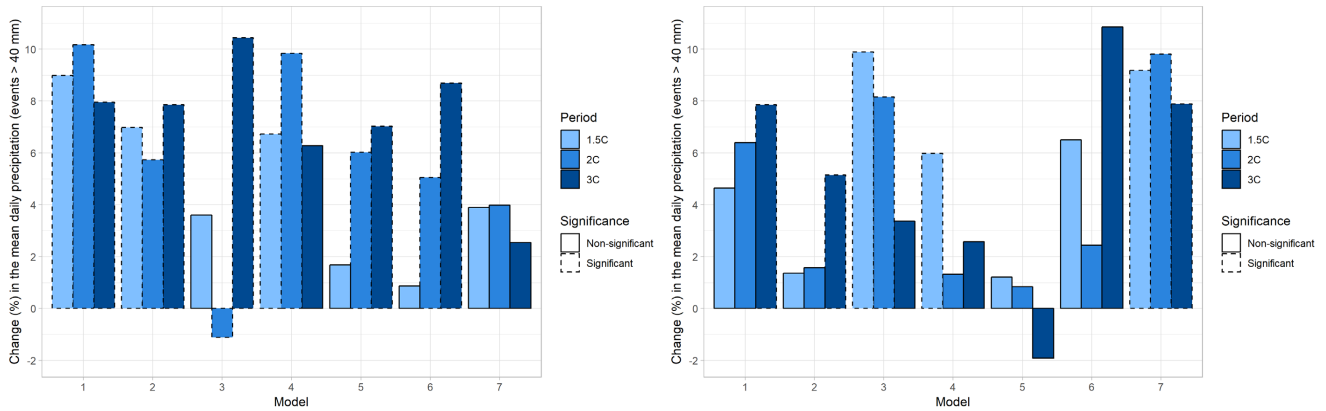 Change (%) in the mean daily precipitation (events > 40 mm)
10
8
6
4
2
0
-2
1 2 3 4 5 6 7
Model
Period
1.5C
2C
3C
Significance
Non-significant
Significant
Change (%) in the mean daily precipitation (events > 40 mm)
10
8
6
4
2
0
-2
1 2 3 4 5 6 7
Model
Period
1.5C
2C
3C
Significance
Non-significant
Significant